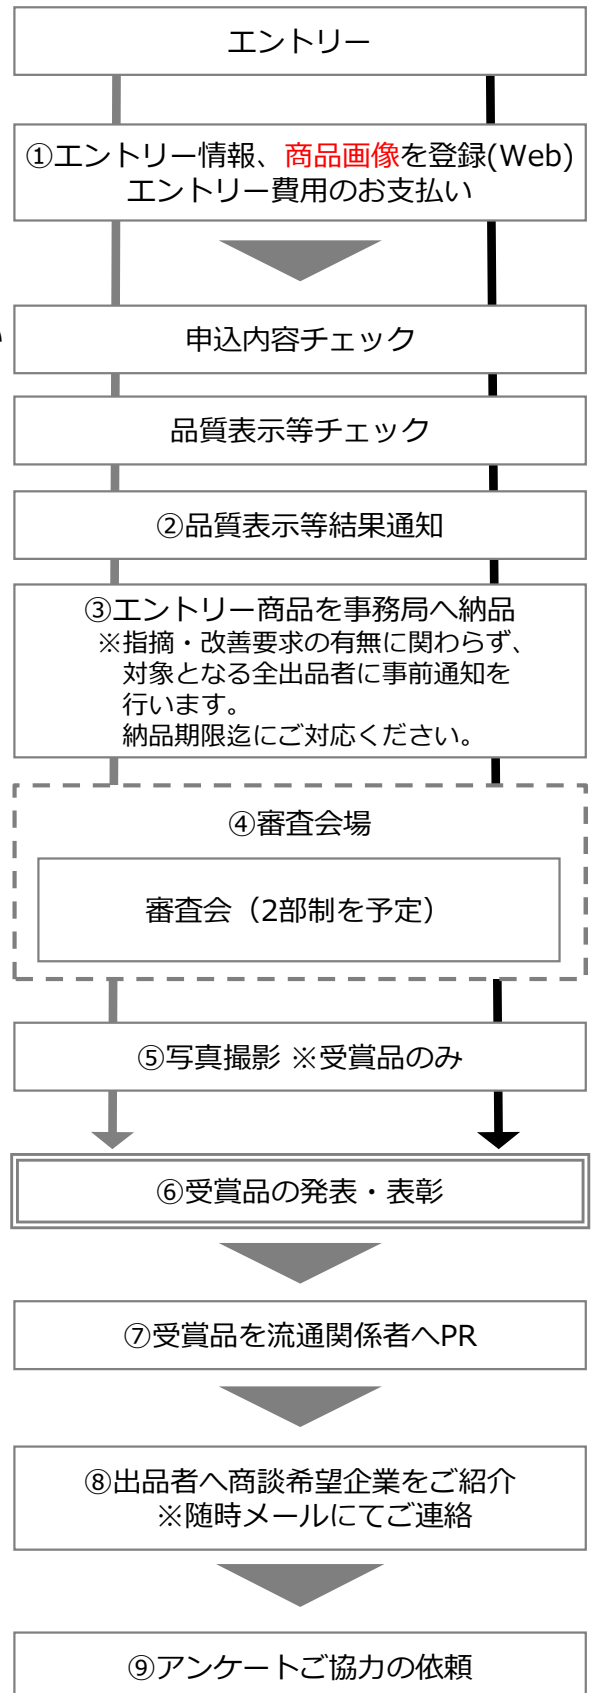 エントリー
①エントリー情報、商品画像を登録(Web)
エントリー費用のお支払い
申込内容チェック
品質表示等チェック
②品質表示等結果通知
③エントリー商品を事務局へ納品
※指摘・改善要求の有無に関わらず、
対象となる全出品者に事前通知を
行います。
納品期限迄にご対応ください。
④審査会場
審査会（2部制を予定）
⑤写真撮影 ※受賞品のみ
⑥受賞品の発表・表彰
⑦受賞品を流通関係者へPR
⑧出品者へ商談希望企業をご紹介
※随時メールにてご連絡
⑨アンケートご協力の依頼